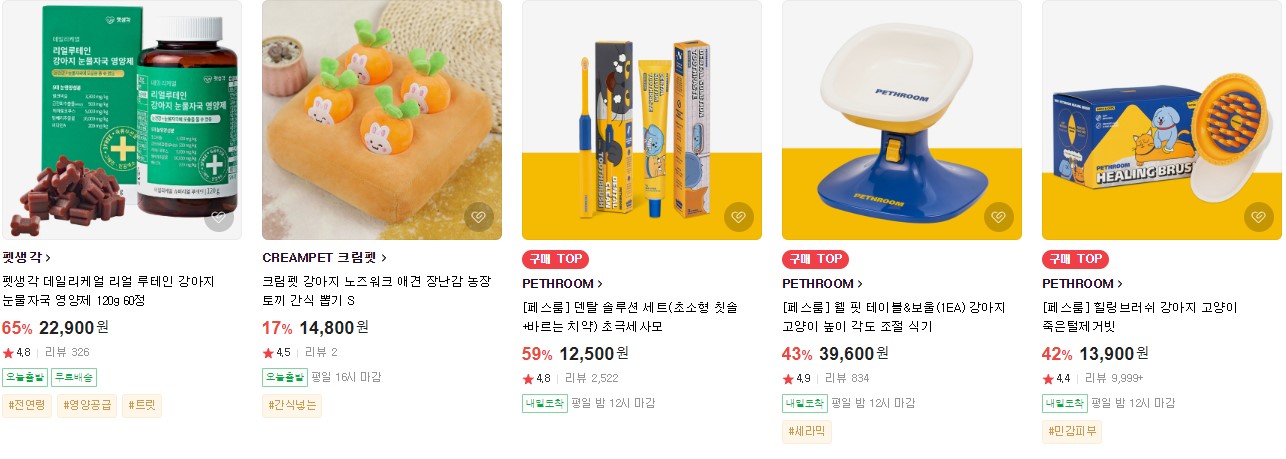 펫생각
데일리케얼
리얼루테인
강아지 눈물자국 영양제
펫생각
리얼루테인
강아지 눈물자국 영양제
PETHROOM
PETHROOM
PETHROOM
HEALING BRUSH
펫생각 >
펫생각 데일리케얼 리얼 루테인 강아지
눈물자국 영양제 120g 60정
65% 22,900원
★ 4.8 | 리뷰 326
오늘출발 무료배송
#전연령 #영양공급 #트릿
CREAMPET 크림펫 >
크림펫 강아지 노즈워크 애견 장난감 농장
토끼 간식 뽑기 S
17% 14,800원
★ 4.5 | 리뷰 2
오늘출발 평일 16시 마감
#간식넣는
구매 TOP
PETHROOM >
[페스룸] 덴탈 솔루션 세트(초소형 칫솔
+바르는 치약) 초극세사모
59% 12,500원
★ 4.8 | 리뷰 2,522
내일도착 평일 밤 12시 마감
구매 TOP
PETHROOM >
[페스룸] 웰 핏 테이블&보울(1EA) 강아지
고양이 높이 각도 조절 식기
43% 39,600원
★ 4.9 | 리뷰 834
내일도착 평일 밤 12시 마감
#세라믹
구매 TOP
PETHROOM >
[페스룸] 힐링브러쉬 강아지 고양이
죽은털제거빗
42% 13,900원
★ 4.4 | 리뷰 9,999+
내일도착 평일 밤 12시 마감
#민감피부